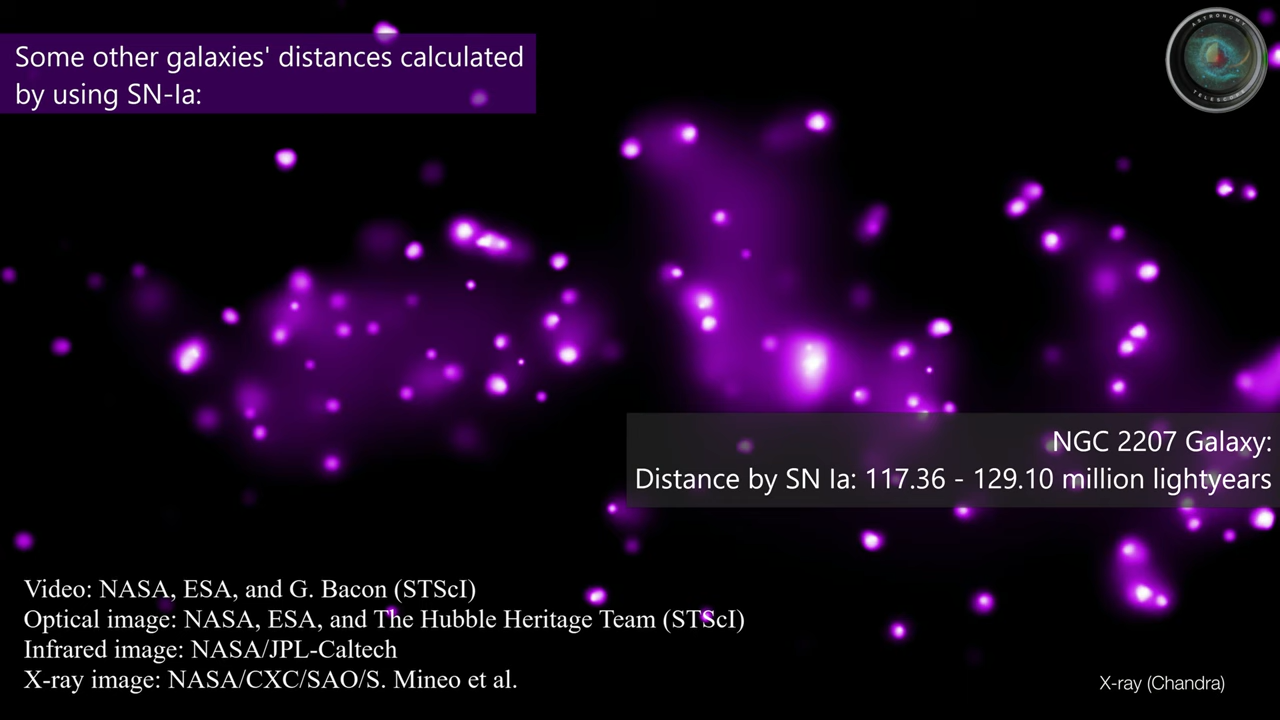 Some other galaxies' distances calculated
by using SN-Ia:
ASTRONOMY
TELESCOPE
NGC 2207 Galaxy:
Distance by SN Ia: 117.36 - 129.10 million lightyears
Video: NASA, ESA, and G. Bacon (STScI)
Optical image: NASA, ESA, and The Hubble Heritage Team (STScI)
Infrared image: NASA/JPL-Caltech
X-ray image: NASA/CXC/SAO/S. Mineo et al.
X-ray (Chandra)